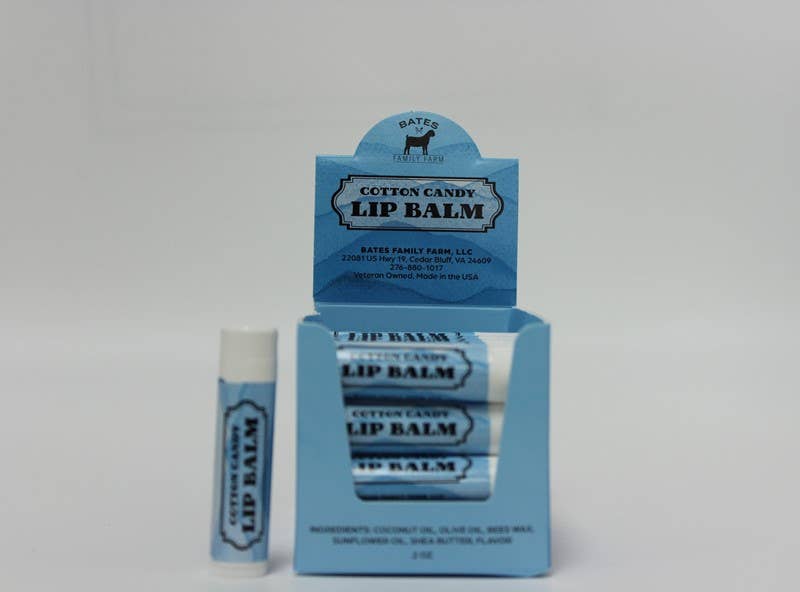 BATES
FAMILY FARM
COTTON CANDY
LIP BALM
BATES FAMILY FARM, LLC
22081 US Hwy 19, Cedar Bluff, VA 24609
276-880-1017
Veteran Owned, Made in the USA
LIP BALM
COTTON CANDY
LIP BALM
COTTON CANDY
LIP BALM
LIP BALM
COTTON CANDY
LIP BALM
INGREDIENTS: COCONUT OIL, OLIVE OIL, BEES WAX,
SUNFLOWER OIL, SHEA BUTTER, FLAVOR
.2 OZ